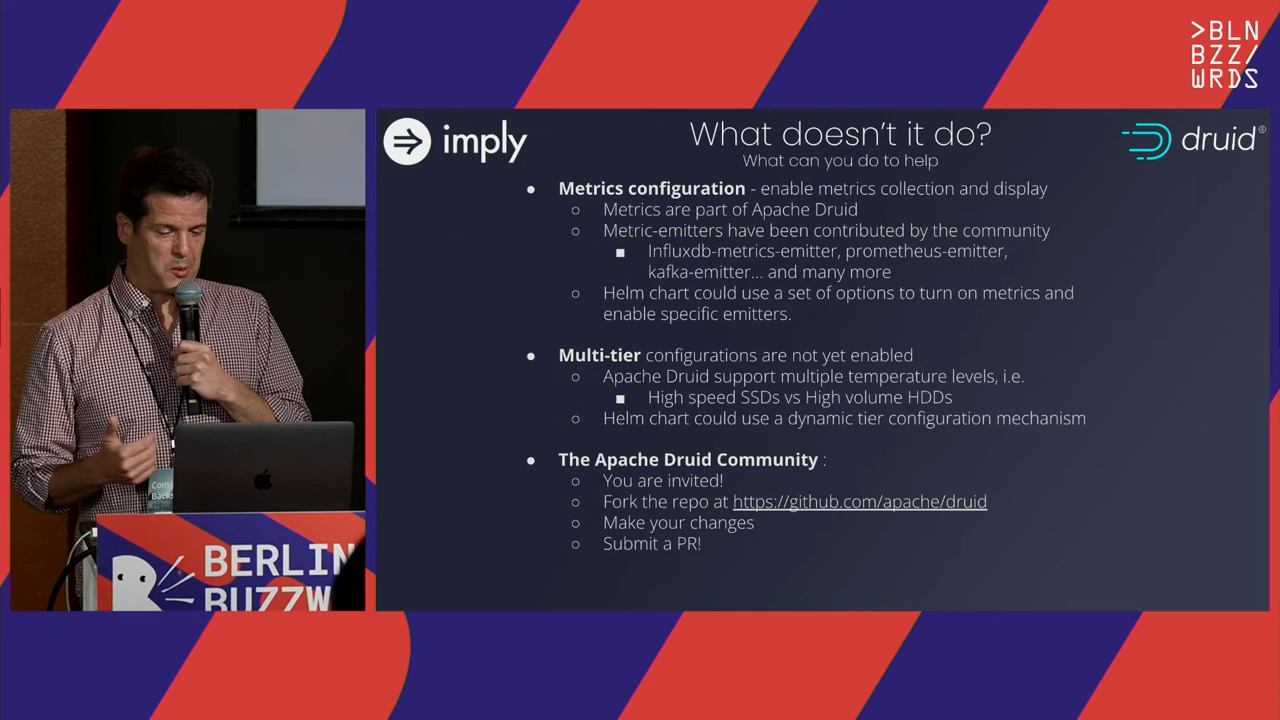 >BLN
BZZ/
WRDS
imply
What doesn't it do?
What can you do to help
druid®
● Metrics configuration - enable metrics collection and display
○ Metrics are part of Apache Druid
○ Metric-emitters have been contributed by the community
■ Influxdb-metrics-emitter, prometheus-emitter,
kafka-emitter... and many more
○ Helm chart could use a set of options to turn on metrics and
enable specific emitters.
● Multi-tier configurations are not yet enabled
○ Apache Druid support multiple temperature levels, i.e.
■ High speed SSDs vs High volume HDDs
○ Helm chart could use a dynamic tier configuration mechanism
● The Apache Druid Community :
○ You are invited!
○ Fork the repo at https://github.com/apache/druid
○ Make your changes
○ Submit a PR!
BERLIN
BUZZW